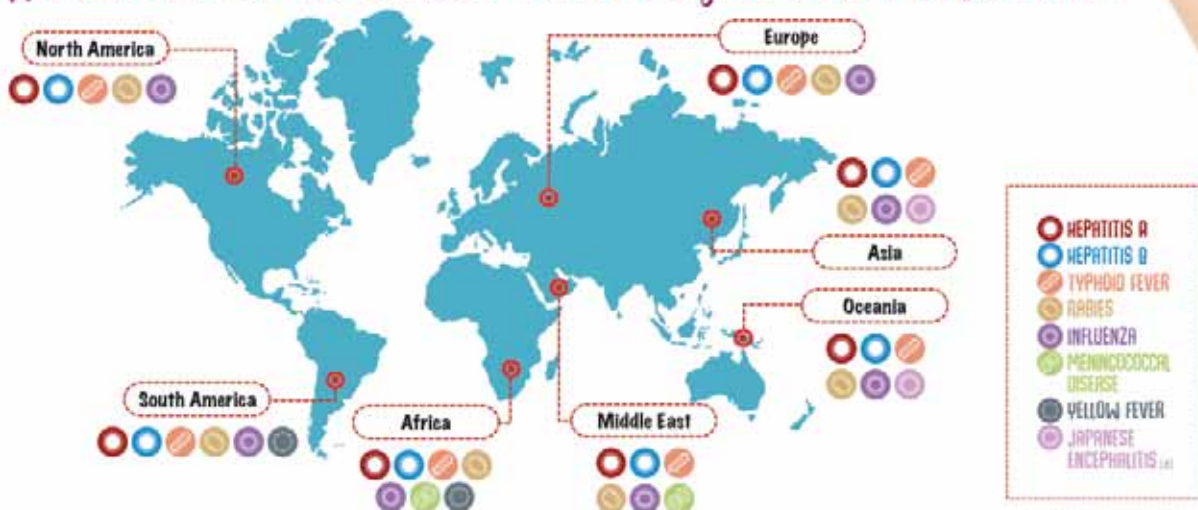 North America
Europe
Asia
Oceania
South America
Africa
Middle East
HEPATITIS A
HEPATITIS B
TYPHOID FEVER
RABIES
INFLUENZA
MENINGOCOCCAL
DISEASE
YELLOW FEVER
JAPANESE
ENCEPHALITIS